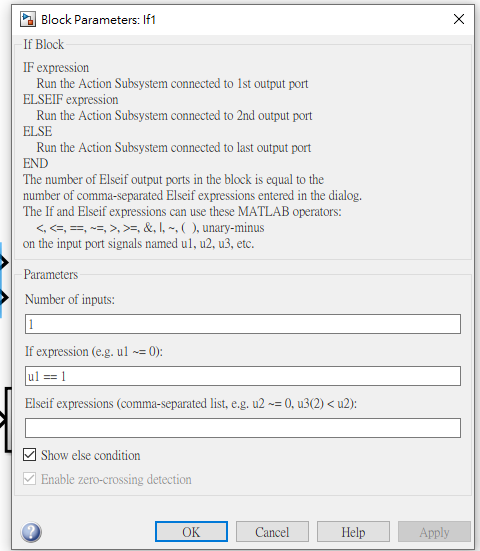 Block Parameters: If1
If Block
IF expression
Run the Action Subsystem connected to 1st output port
ELSEIF expression
Run the Action Subsystem connected to 2nd output port
ELSE
Run the Action Subsystem connected to last output port
END
The number of Elseif output ports in the block is equal to the
number of comma-separated Elseif expressions entered in the dialog.
The If and Elseif expressions can use these MATLAB operators:
<, <=, ==, ~=, >, >=, &, |, ~, ( ), unary-minus
on the input port signals named u1, u2, u3, etc.
Parameters
Number of inputs:
1
If expression (e.g. u1 ~= 0):
u1 == 1
Elseif expressions (comma-separated list, e.g. u2 ~= 0, u3(2) < u2):
Show else condition
Enable zero-crossing detection
?
OK
Cancel
Help
Apply